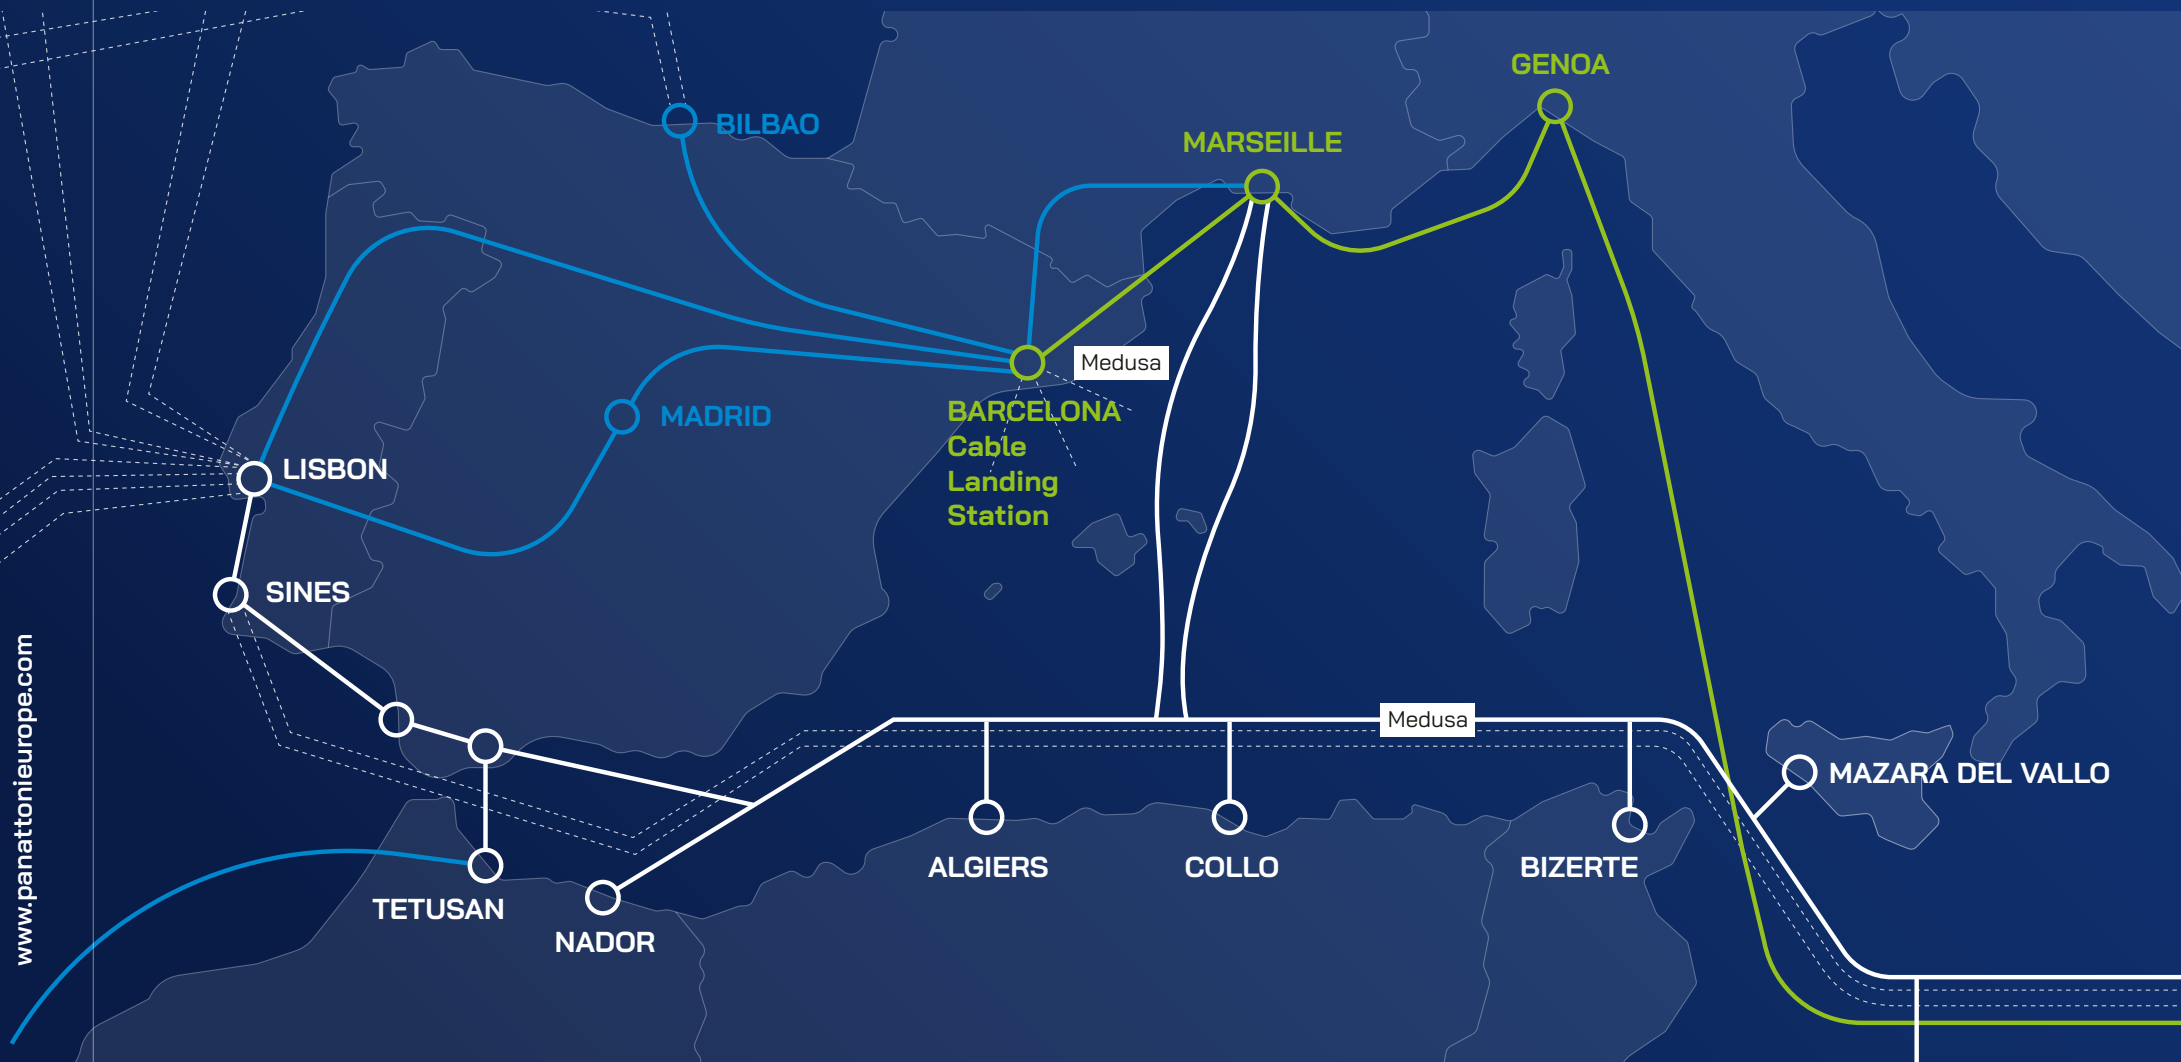 GENOA
BILBAO
MARSEILLE
Medusa
BARCELONA
Cable
Landing
Station
MADRID
LISBON
SINES
Medusa
MAZARA DEL VALLO
ALGIERS
COLLO
BIZERTE
TETUSAN
NADOR
www.panattonieurope.com